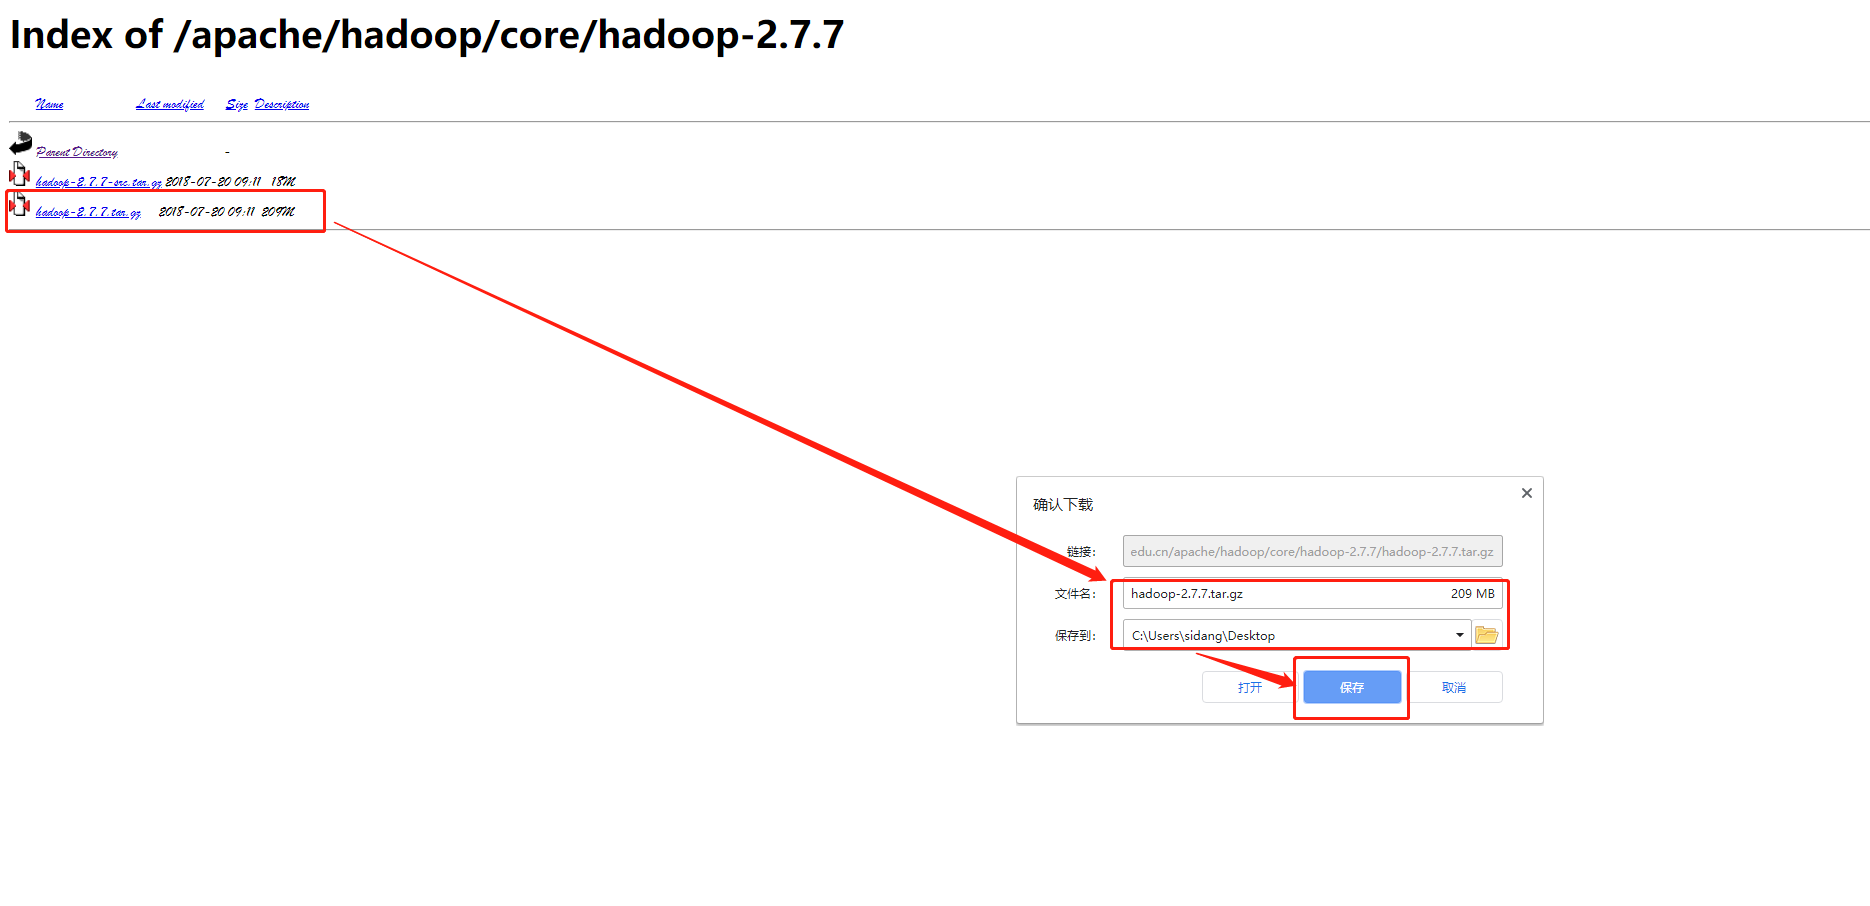 Index of /apache/hadoop/core/hadoop-2.7.7
Name Last modified Size Description
Parent Directory -
hadoop-2.7.7-src.tar.gz 2018-07-20 09:11 18M
hadoop-2.7.7.tar.gz 2018-07-20 09:11 209M
确认下载
链接: edu.cn/apache/hadoop/core/hadoop-2.7.7/hadoop-2.7.7.tar.gz
文件名: hadoop-2.7.7.tar.gz 209 MB
保存到: C:\Users\sidang\Desktop
打开 保存 取消